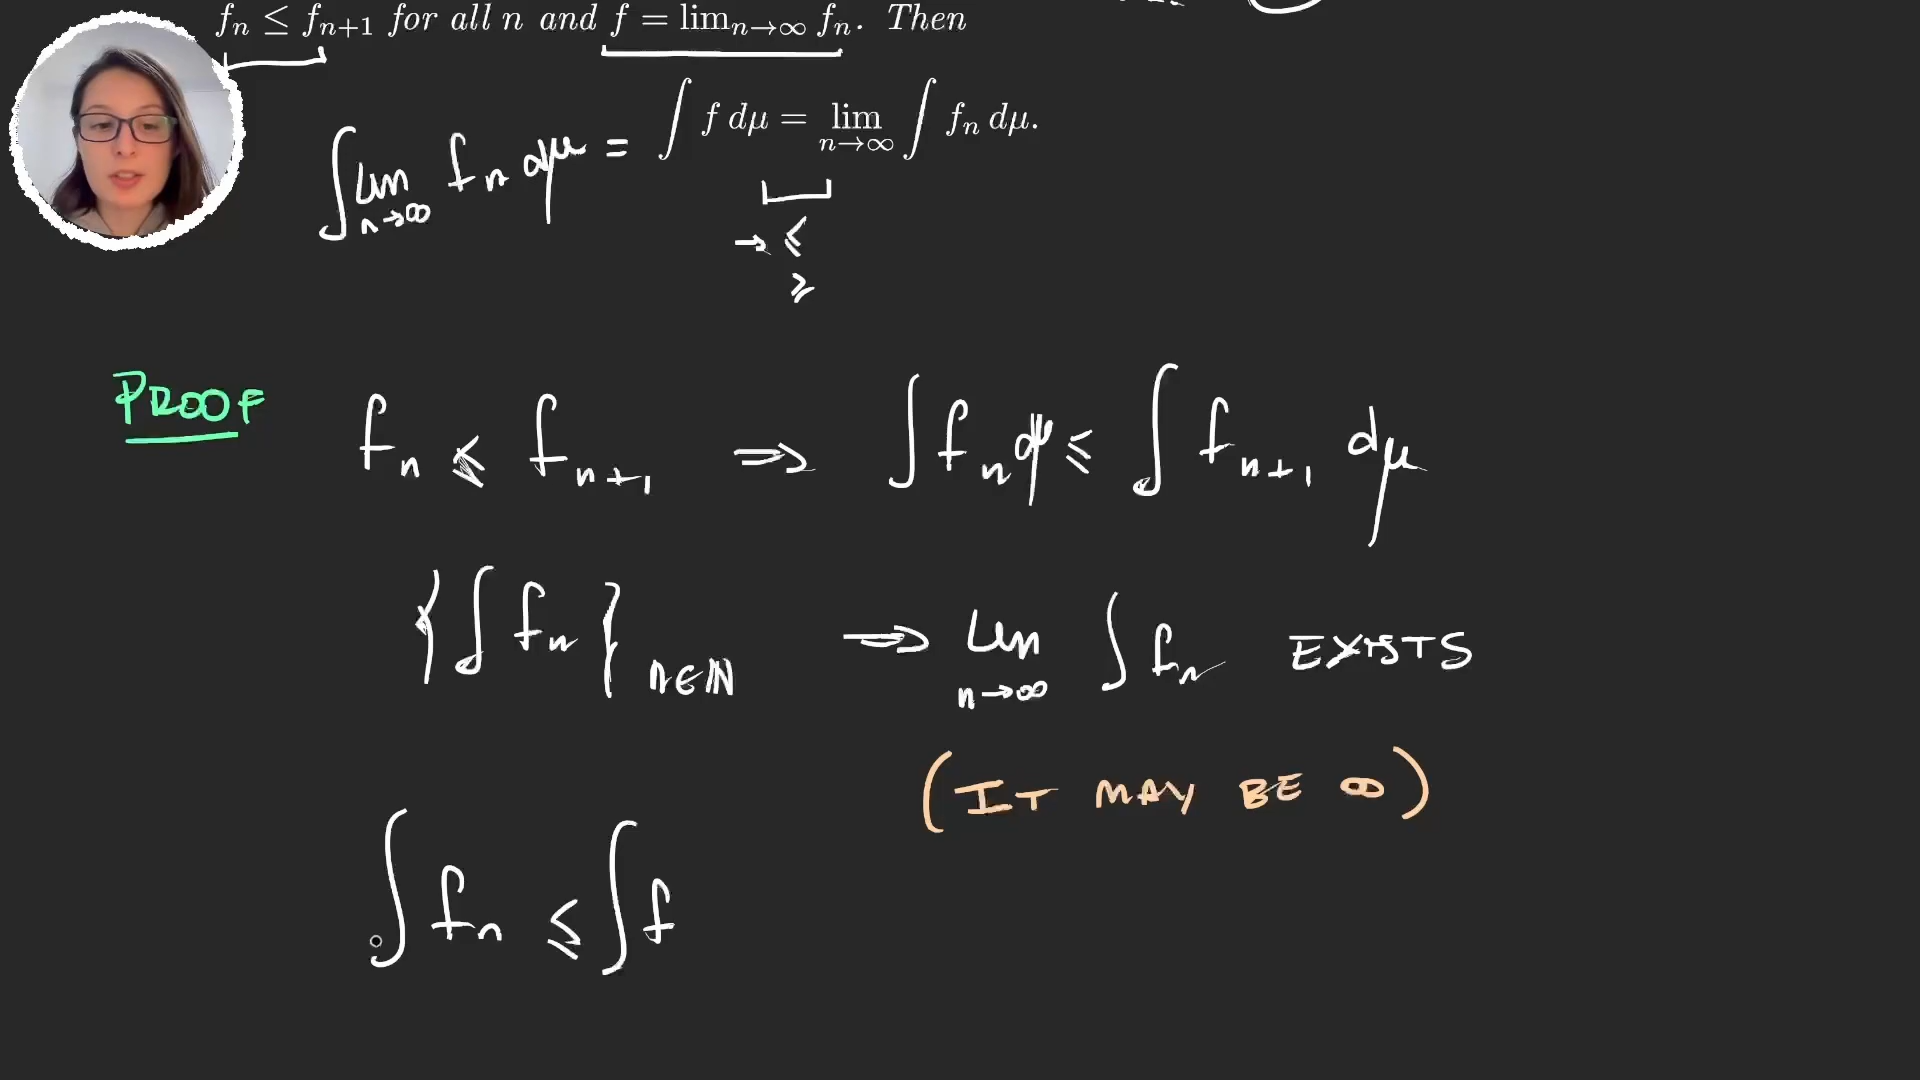 fₙ ≤ fₙ₊₁ for all n and f = limₙ→∞ fₙ. Then
∫ f dμ = lim n→∞ ∫ fₙ dμ.
∫ lim n→∞ fₙ dμ =
→ ≤
≥
PROOF fₙ ≤ fₙ₊₁ ⇒ ∫ fₙ dμ ≤ ∫ fₙ₊₁ dμ
{∫ fₙ}n∈ℕ ⇒ lim n→∞ ∫ fₙ EXISTS
(IT MAY BE ∞)
∫ fₙ ≤ ∫ f